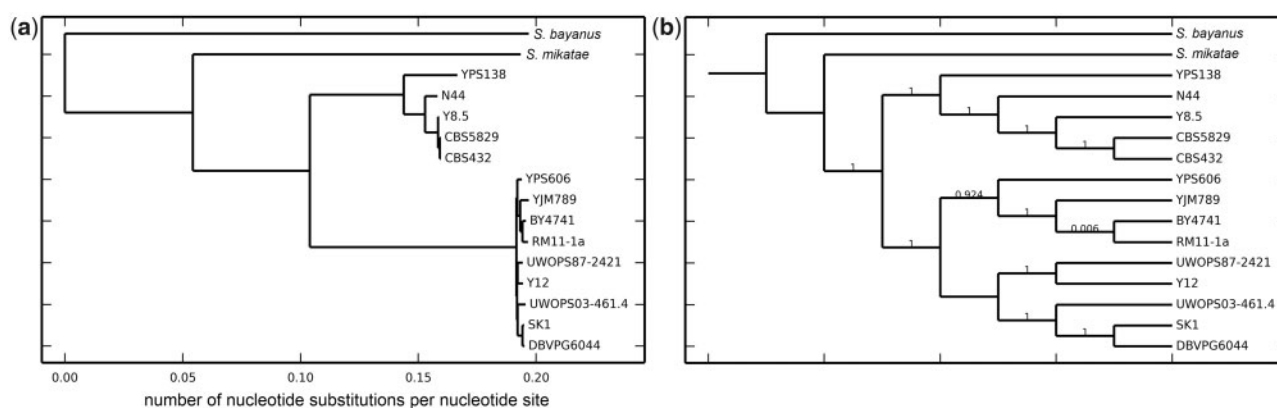 (a)
S. bayanus
S. mikatae
YPS138
N44
Y8.5
CBS5829
CBS432
YPS606
YJM789
BY4741
RM11-1a
UWOPS87-2421
Y12
UWOPS03-461.4
SK1
DBVPG6044
0.00 0.05 0.10 0.15 0.20
number of nucleotide substitutions per nucleotide site
(b)
S. bayanus
S. mikatae
YPS138
1
N44
1
Y8.5
1
CBS5829
1
CBS432
1
YPS606
0.924
YJM789
1
BY4741
0.006
RM11-1a
1
UWOPS87-2421
1
Y12
UWOPS03-461.4
1
SK1
1
DBVPG6044